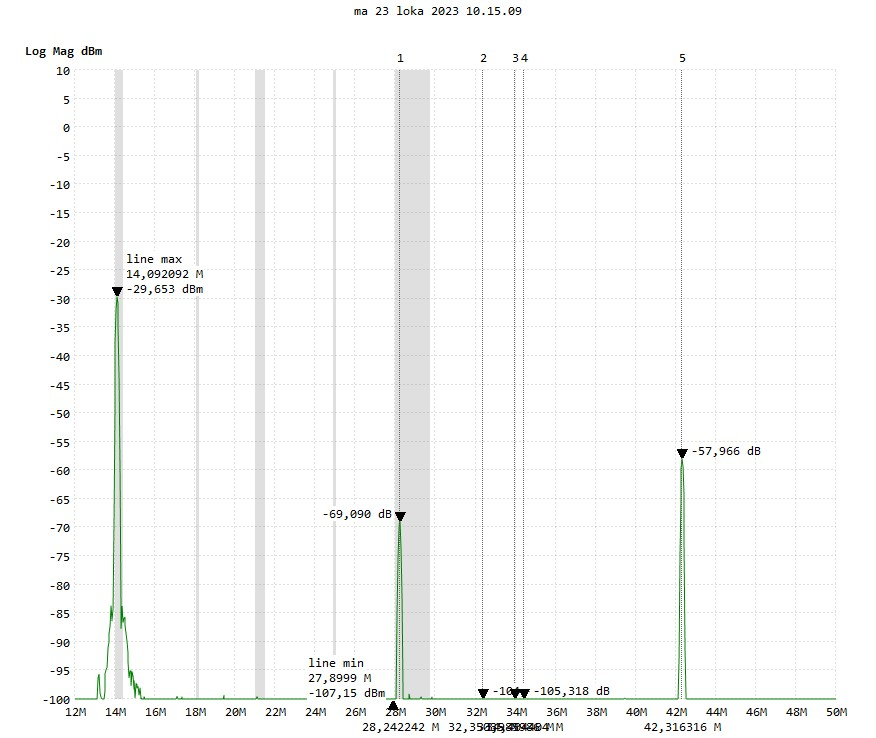 ma 23 loka 2023 10.15.09
Log Mag dBm
1 2 3 4 5
10
5
0
-5
-10
-15
-20
line max
-25
14,092092 M
-29,653 dBm
-30
-35
-40
-45
-50
-55
-57,966 dB
-60
-65
-69,090 dB
-70
-75
-80
-85
-90
line min
-95
27,8999 M
-107,15 dBm
-105,318 dB
-100
12M 14M 16M 18M 20M 22M 24M 26M 28M 30M 32M 34M 36M 38M 40M 42M 44M 46M 48M 50M
28,242242 M 42,316316 M